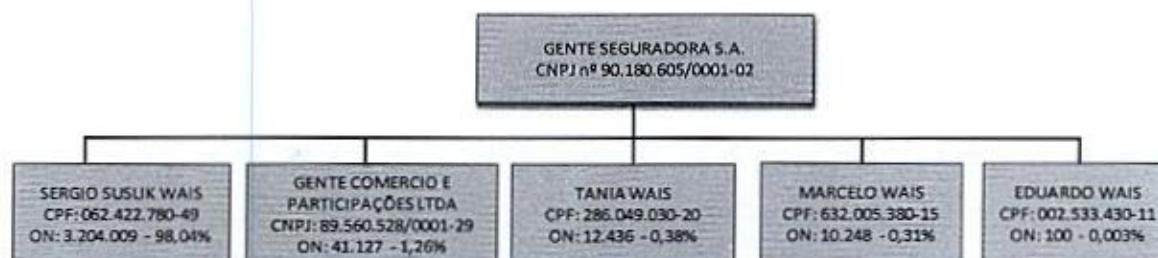 GENTE SEGURADORA S.A.
CNPJ nº 90.180.605/0001-02
SERGIO SUSLIK WAIS
CPF: 062.422.780-49
ON: 3.204.009 - 98,04%
GENTE COMERCIO E
PARTICIPAÇÕES LTDA
CNPJ: 89.560.528/0001-29
ON: 41.127 - 1,26%
TANIA WAIS
CPF: 286.049.030-20
ON: 12.436 - 0,38%
MARCELO WAIS
CPF: 632.005.380-15
ON: 10.248 - 0,31%
EDUARDO WAIS
CPF: 002.533.430-11
ON: 100 - 0,003%